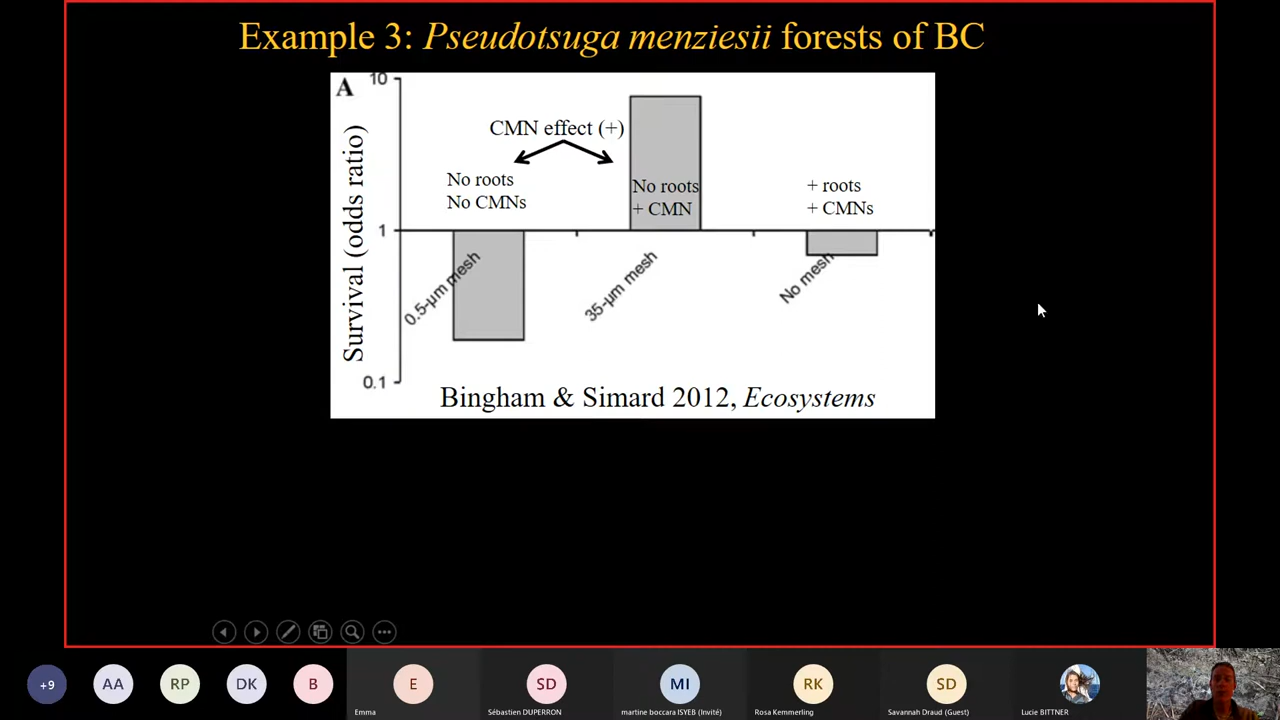 Example 3: Pseudotsuga menziesii forests of BC
A
10
1
0.1
Survival (odds ratio)
CMN effect (+)
No roots
No CMNs
No roots
+ CMN
+ roots
+ CMNs
0.5-µm mesh
35-µm mesh
No mesh
Bingham & Simard 2012, Ecosystems
+9
AA
RP
DK
B
E
SD
MI
RK
SD
Emma
Sébastien DUPERRON
martine boccara ISYEB (Invité)
Rosa Kemmerling
Savannah Draud (Guest)
Lucie BITTNER